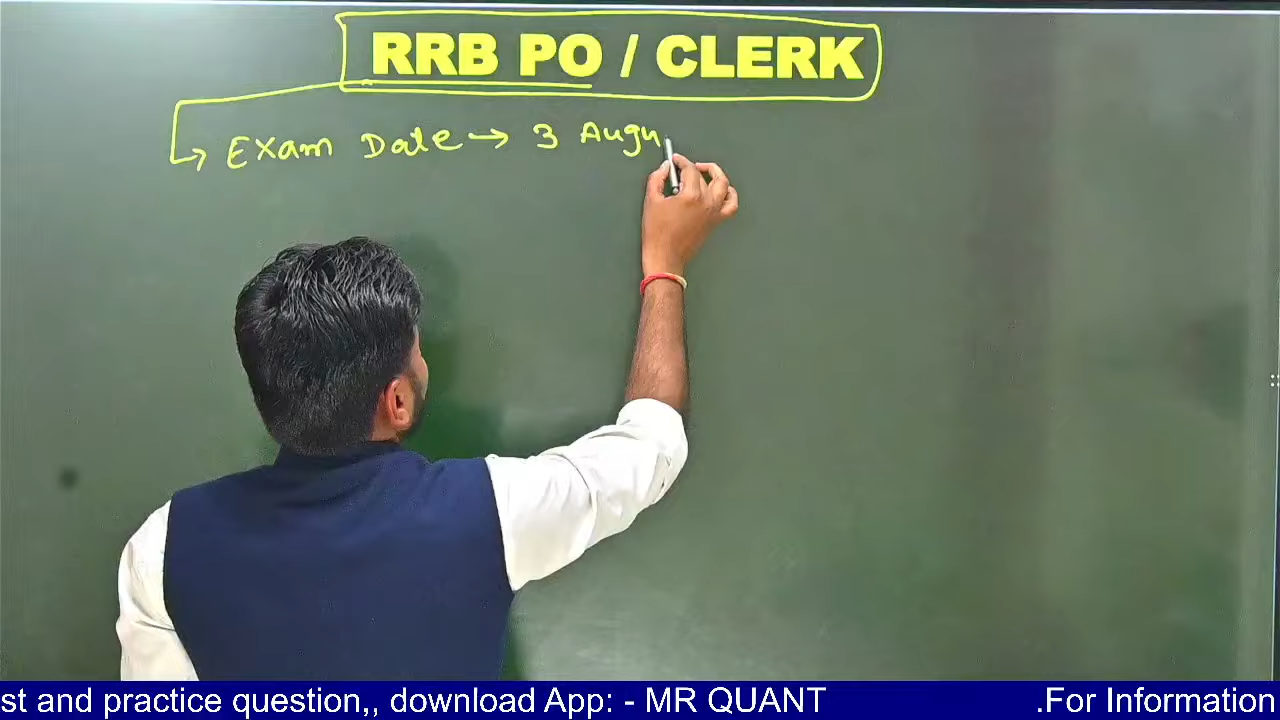 RRB PO / CLERK
Exam Date → 3 Augu
st and practice question,, download App: - MR QUANT .For Information